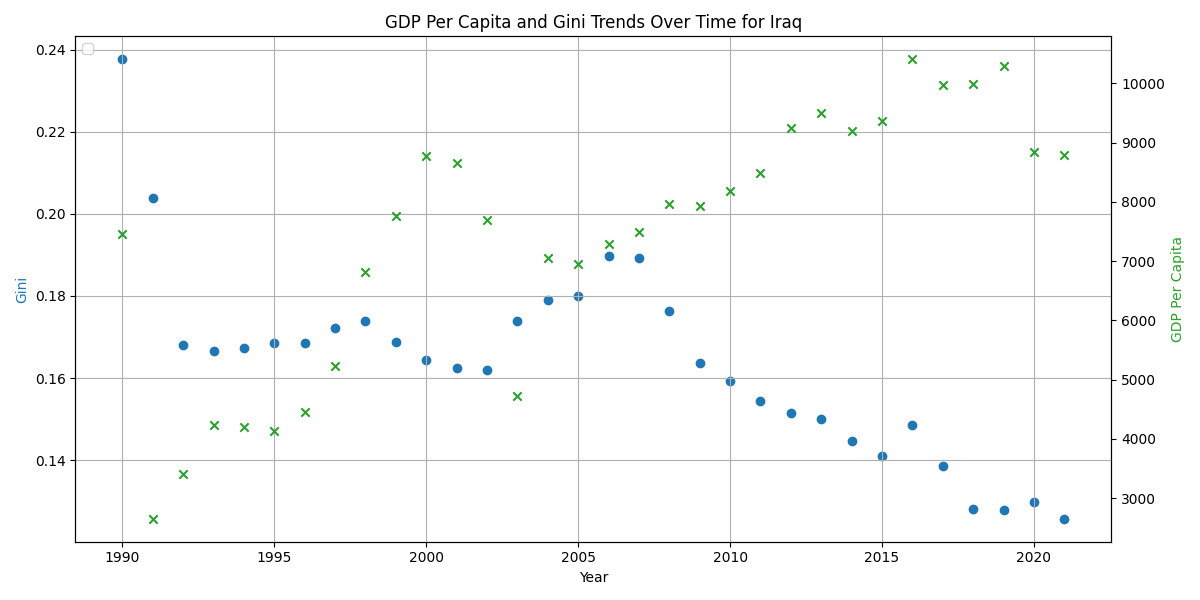 GDP Per Capita and Gini Trends Over Time for Iraq
0.24
0.22
0.20
0.18
0.16
0.14
Gini
10000
9000
8000
7000
6000
5000
4000
3000
GDP Per Capita
1990 1995 2000 2005 2010 2015 2020
Year